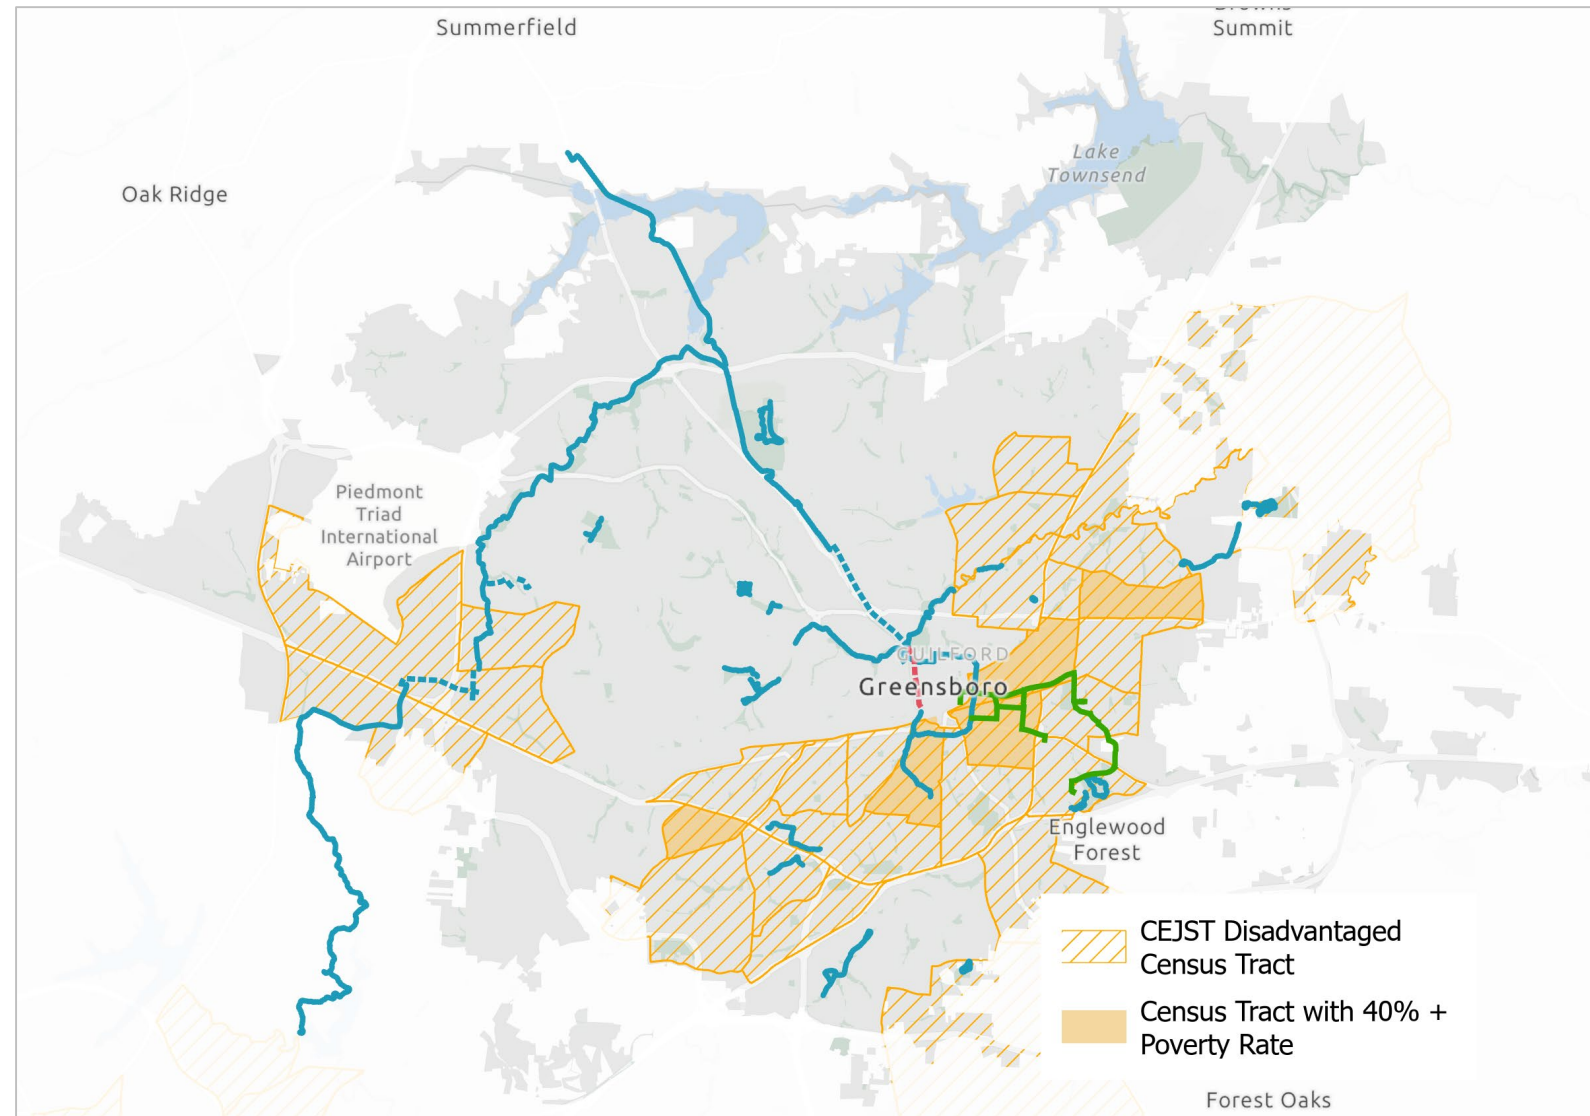 Summerfield
Summit
Oak Ridge
Lake
Townsend
Piedmont
Triad
International
Airport
GUILFORD
Greensboro
Englewood
Forest
CEJST Disadvantaged
Census Tract
Census Tract with 40% +
Poverty Rate
Forest Oaks